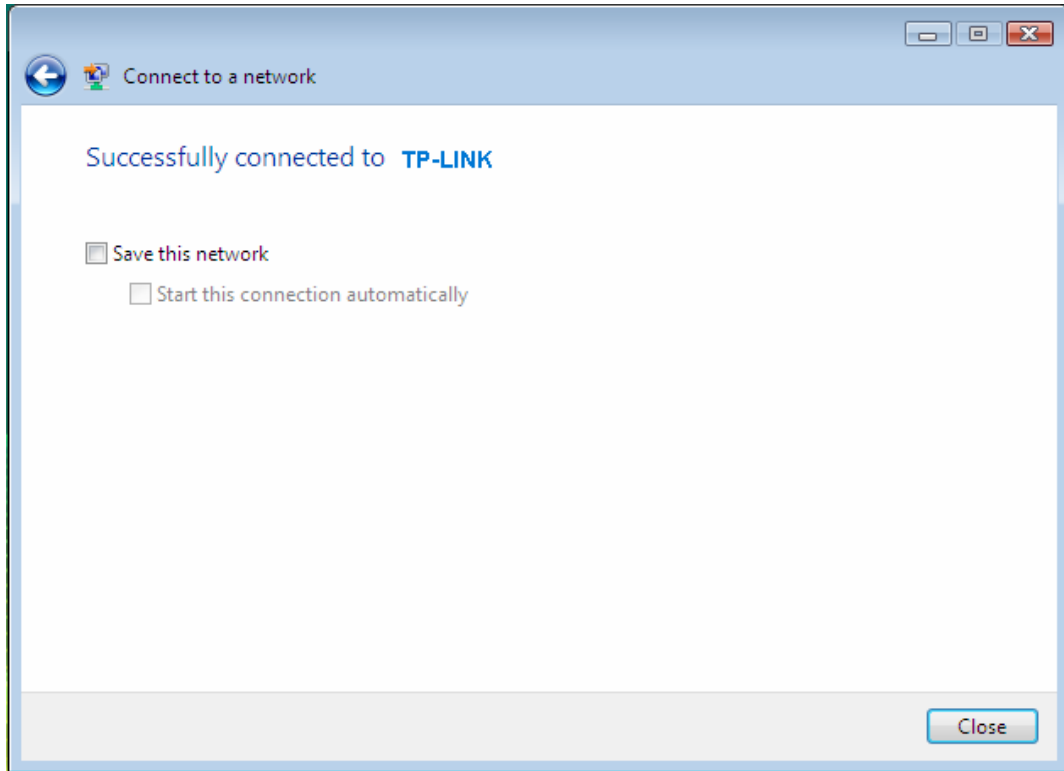 Connect to a network
Successfully connected to TP-LINK
Save this network
Start this connection automatically
Close